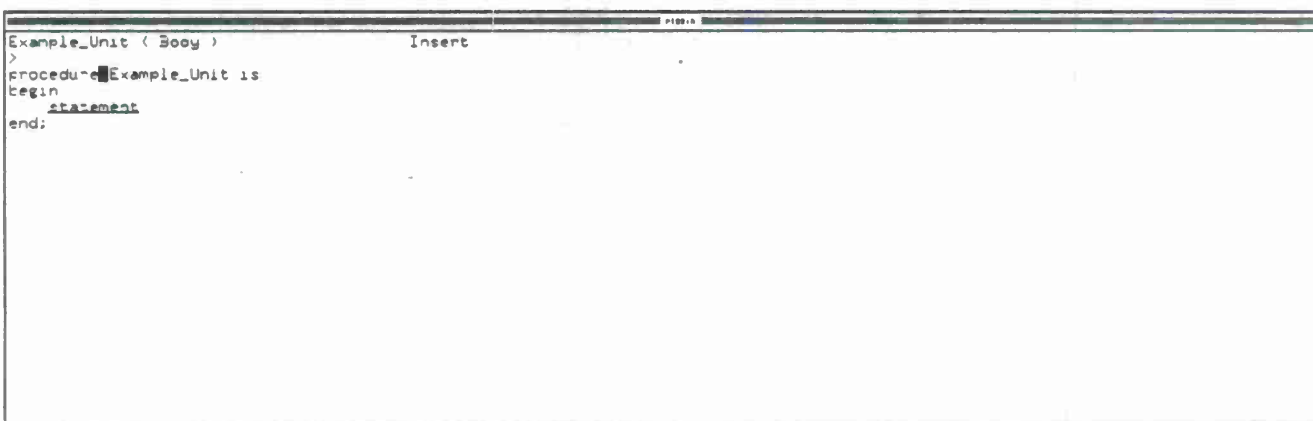 Example_Unit ( Body )                         Insert
>
procedure Example_Unit is
begin
    statement
end;